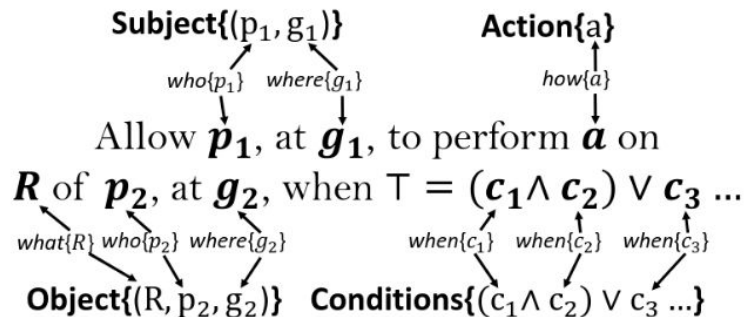 Subject{(p₁, g₁)} Action{a}
who{p₁} where{g₁} how{a}
Allow p₁, at g₁, to perform a on
R of p₂, at g₂, when ⊤ = (c₁∧ c₂) ∨ c₃ ...
what{R} who{p₂} where{g₂} when{c₁} when{c₂} when{c₃}
Object{(R, p₂, g₂)} Conditions{(c₁∧ c₂) ∨ c₃ ...}